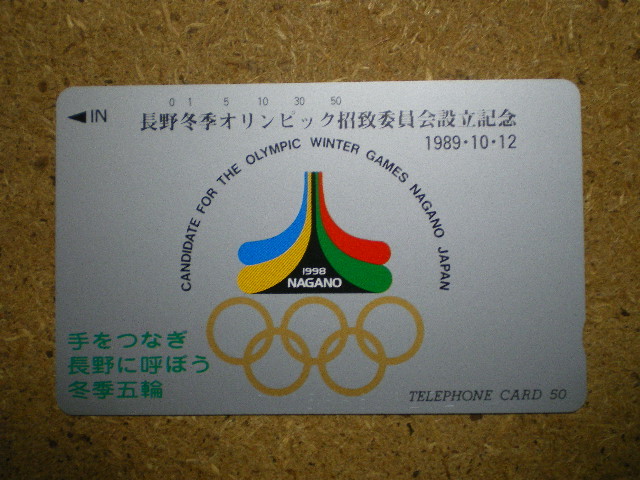 ◀IN
0 1 5 10 30 50
長野冬季オリンピック招致委員会設立記念
1989・10・12
CANDIDATE FOR THE OLYMPIC WINTER GAMES NAGANO JAPAN
1998
NAGANO
手をつなぎ
長野に呼ぼう
冬季五輪
TELEPHONE CARD 50